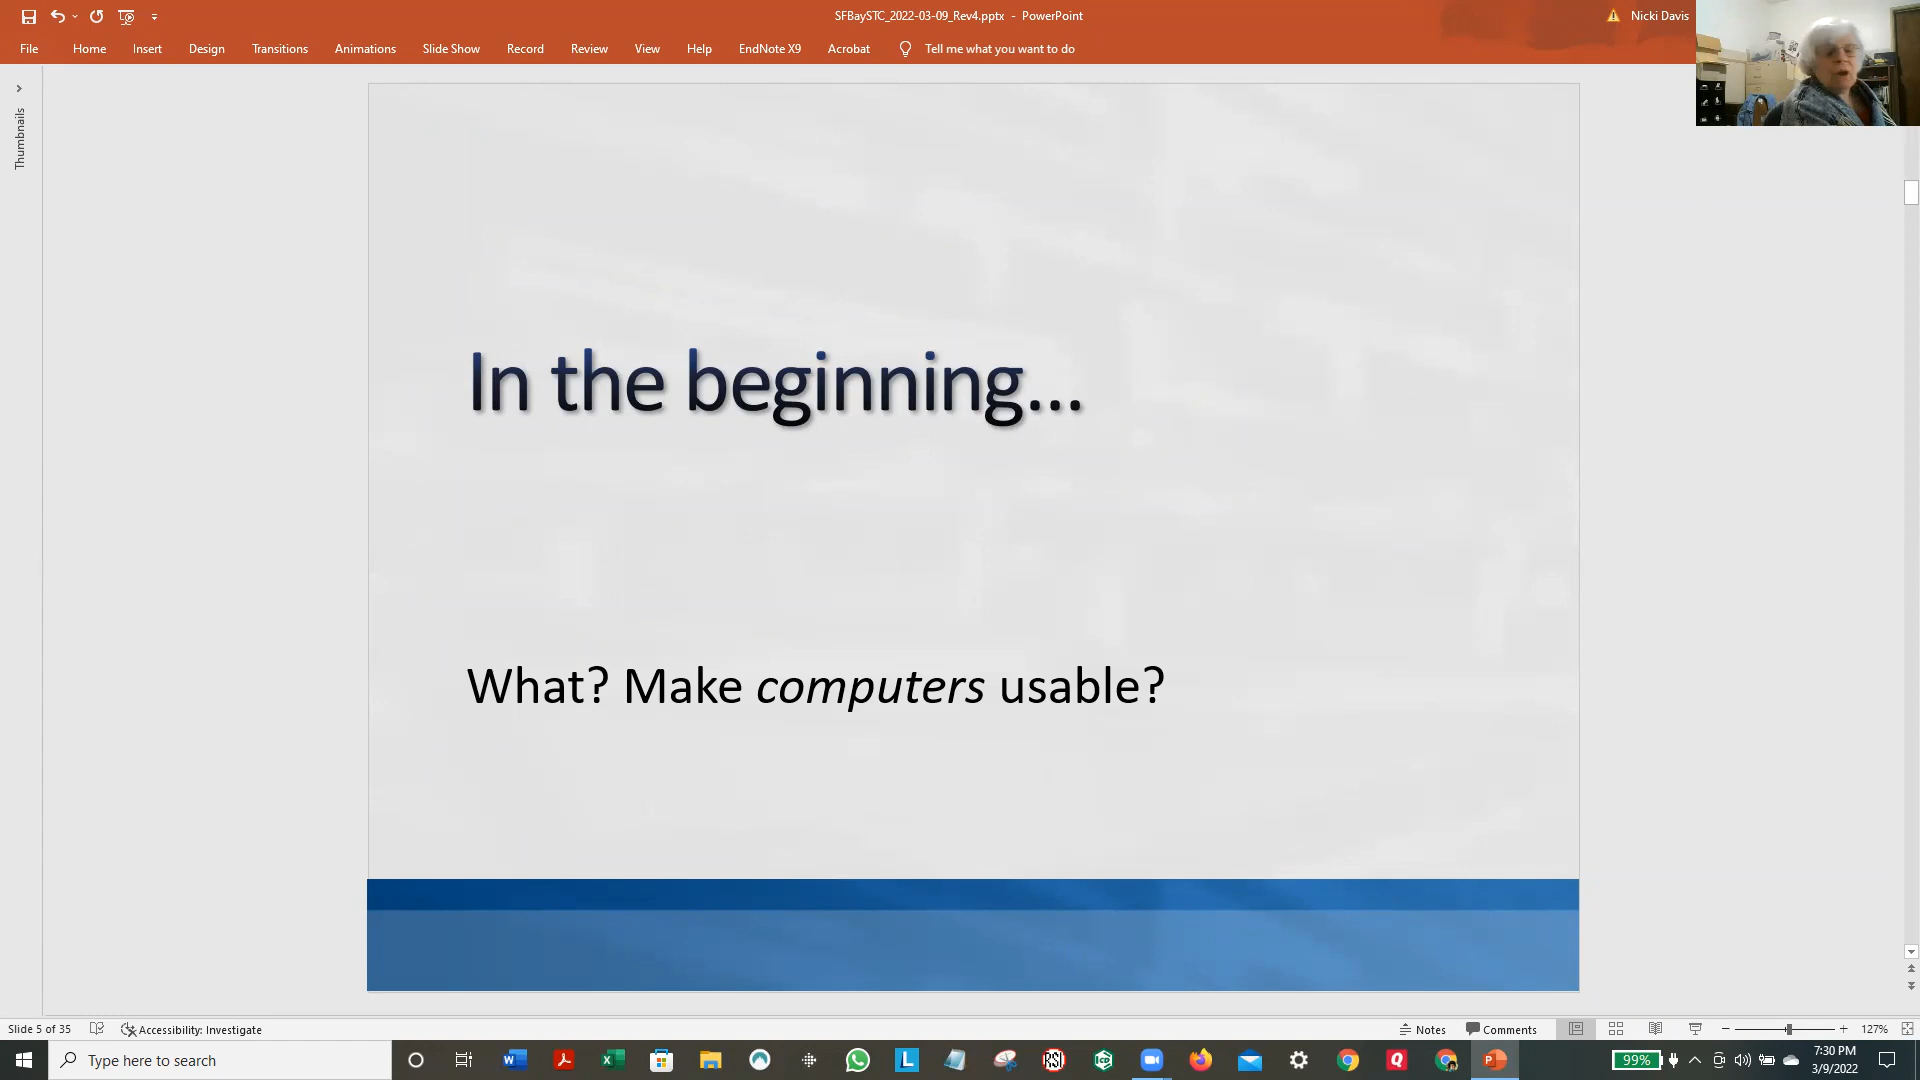 SFBaySTC_2022-03-09_Rev4.pptx - PowerPoint
Nicki Davis
File Home Insert Design Transitions Animations Slide Show Record Review View Help EndNote X9 Acrobat Tell me what you want to do
Thumbnails
In the beginning...
What? Make computers usable?
Slide 5 of 35 Accessibility: Investigate Notes Comments 127%
Type here to search
99%
7:30 PM
3/9/2022